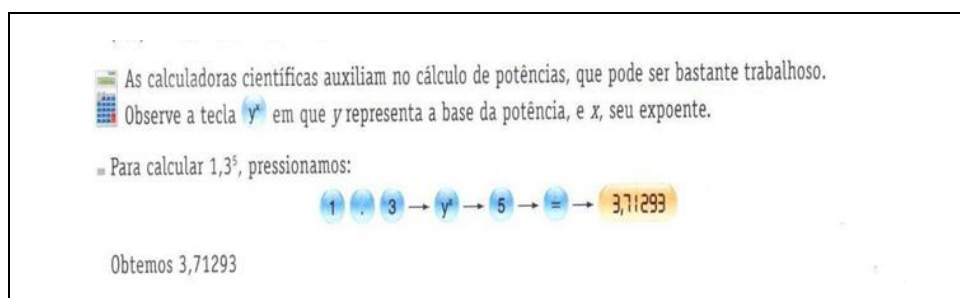 As calculadoras científicas auxiliam no cálculo de potências, que pode ser bastante trabalhoso.
Observe a tecla yˣ em que y representa a base da potência, e x, seu expoente.
Para calcular 1,3⁵, pressionamos:
1 . 3 → yˣ → 5 → = → 3,71293
Obtemos 3,71293